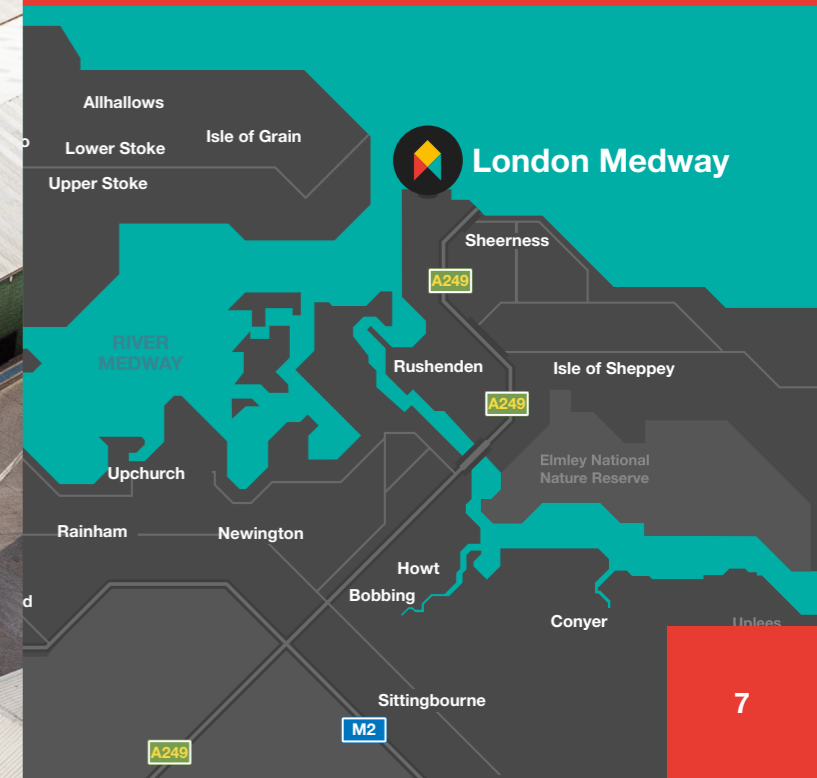 Allhallows
Isle of Grain
Lower Stoke
Upper Stoke
London Medway
Sheerness
A249
RIVER
MEDWAY
Rushenden
Isle of Sheppey
A249
Elmley National
Nature Reserve
Upchurch
Rainham
Newington
Howt
Bobbing
Conyer
Uplees
Sittingbourne
7
M2
A249